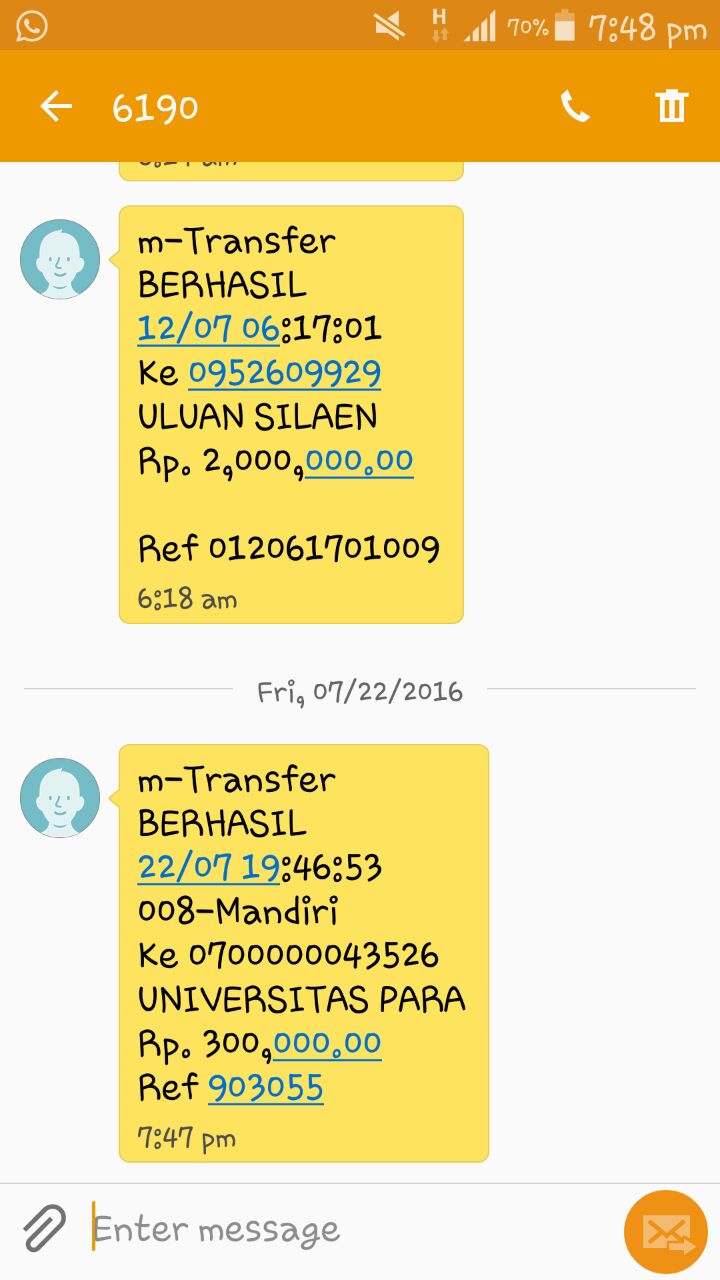 H
70% 7:48 pm
6190
m-Transfer
BERHASIL
12/07 06:17:01
Ke 0952609929
ULUAN SILAEN
Rp. 2,000,000.00
Ref 012061701009
6:18 am
Fri, 07/22/2016
m-Transfer
BERHASIL
22/07 19:46:53
008-Mandiri
Ke 0700000043526
UNIVERSITAS PARA
Rp. 300,000.00
Ref 903055
7:47 pm
Enter message